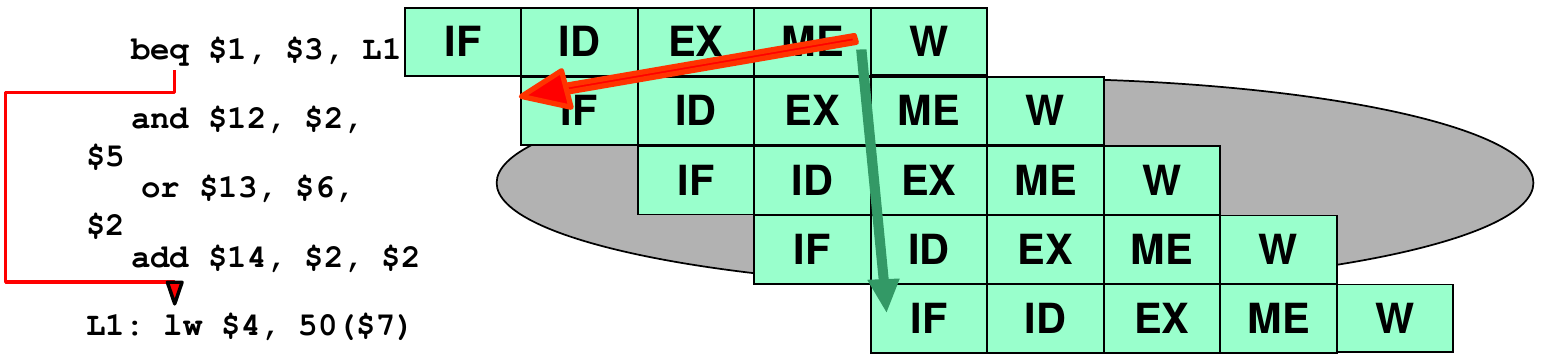 beq $1, $3, L1 IF ID EX ME W
and $12, $2, IF ID EX ME W
$5
or $13, $6, IF ID EX ME W
$2
add $14, $2, $2 IF ID EX ME W
L1: lw $4, 50($7) IF ID EX ME W